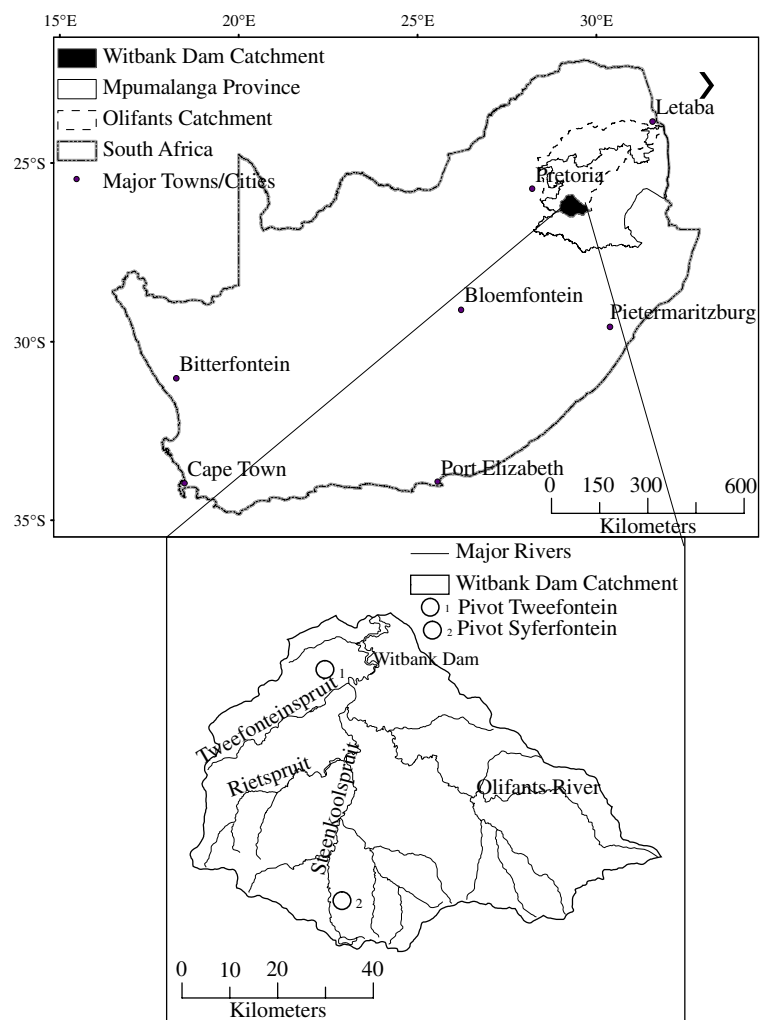 15°E 20°E 25°E 30°E
Witbank Dam Catchment
Mpumalanga Province
Olifants Catchment
South Africa
Major Towns/Cities
Letaba
25°S
Pretoria
Bloemfontein
Pietermaritzburg
30°S
Bitterfontein
Cape Town
Port Elizabeth
0 150 300 600
35°S
Kilometers
Major Rivers
Witbank Dam Catchment
1 Pivot Tweefontein
2 Pivot Syferfontein
Witbank Dam
1
Tweefonteinspruit
Rietspruit
Steenkoolspruit
Olifants River
2
0 10 20 40
Kilometers